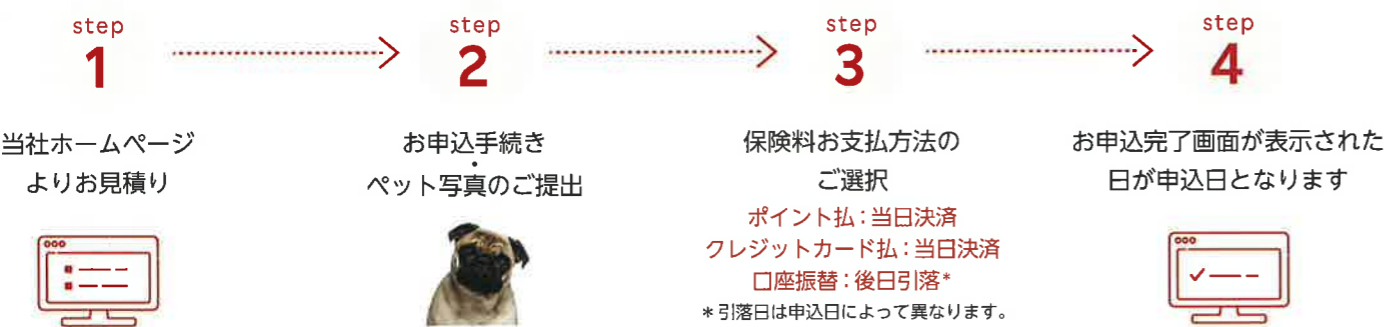 step
1
当社ホームページ
よりお見積り
step
2
お申込手続き
・
ペット写真のご提出
step
3
保険料お支払方法の
ご選択
ポイント払：当日決済
クレジットカード払：当日決済
口座振替：後日引落*
＊引落日は申込日によって異なります。
step
4
お申込完了画面が表示された
日が申込日となります